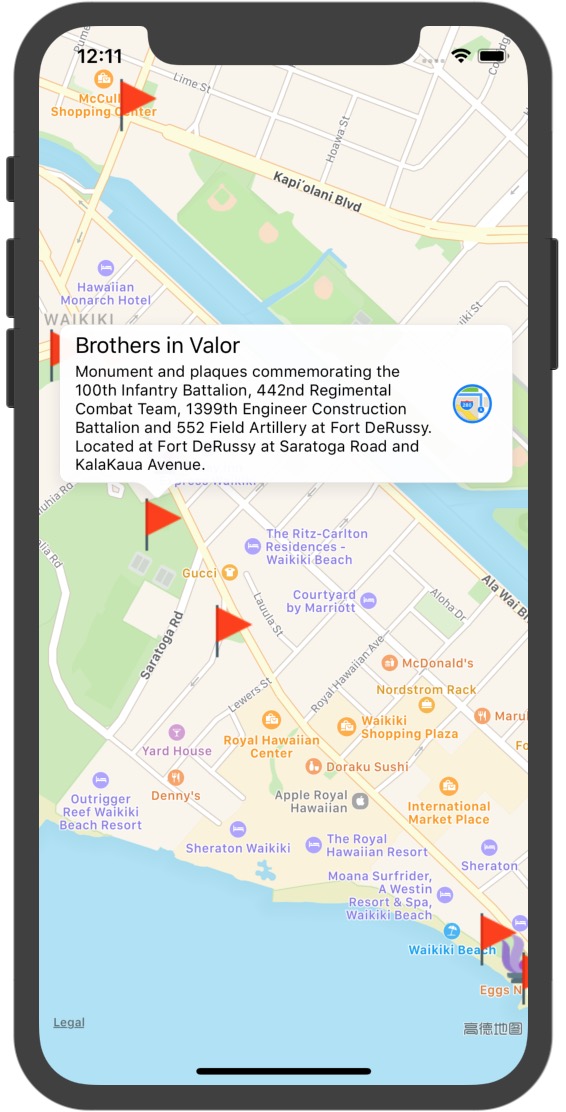 12:11
Lime St
McCull
Shopping Center
Hoawa St
Kapi'olani Blvd
Hawaiian
Monarch Hotel
WAIKIKI
Brothers in Valor
Monument and plaques commemorating the
100th Infantry Battalion, 442nd Regimental
Combat Team, 1399th Engineer Construction
Battalion and 552 Field Artillery at Fort DeRussy.
Located at Fort DeRussy at Saratoga Road and
KalaKaua Avenue.
280
The Ritz-Carlton
Residences -
Waikiki Beach
Gucci
Courtyard
by Marriott
Ala Wai B
Aloha Dr
Lauula St
Saratoga Rd
McDonald's
Royal Hawaiian Ave
Lewers St
Nordstrom Rack
Waikiki
Shopping Plaza
Royal Hawaiian
Center
Yard House
Doraku Sushi
Denny's
Outrigger
Reef Waikiki
Beach Resort
Apple Royal
Hawaiian
International
Market Place
Sheraton Waikiki
The Royal
Hawaiian Resort
Sheraton
Moana Surfrider,
A Westin
Resort & Spa,
Waikiki Beach
Waikiki Beach
Eggs N
Legal
高德地圖